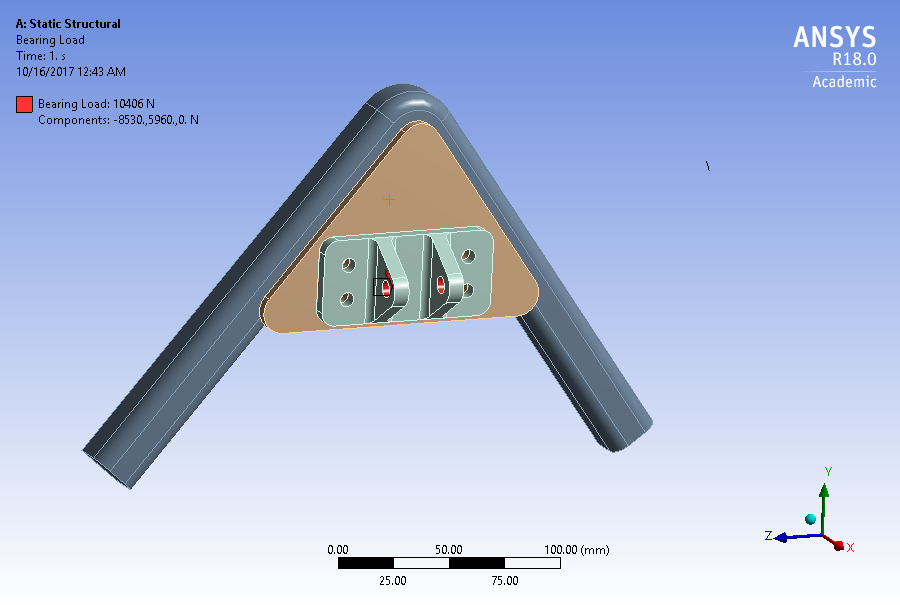 A: Static Structural
Bearing Load
Time: 1. s
10/16/2017 12:43 AM
Bearing Load: 10406 N
Components: -8530.,5960.,0. N
ANSYS
R18.0
Academic
Y
Z
X
0.00 50.00 100.00 (mm)
25.00 75.00